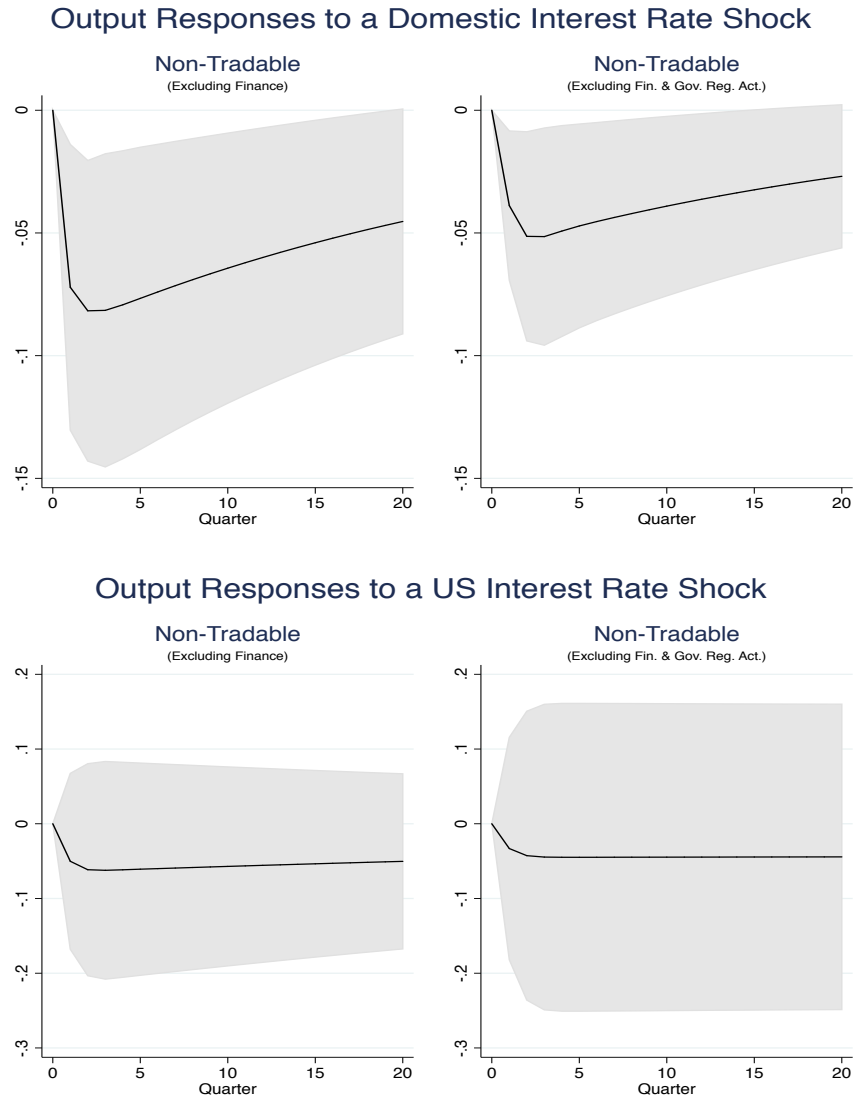 Output Responses to a Domestic Interest Rate Shock
Non-Tradable
(Excluding Finance)
0
-.05
-.1
-.15
0 5 10 15 20
Quarter
Non-Tradable
(Excluding Fin. & Gov. Reg. Act.)
0
-.05
-.1
-.15
0 5 10 15 20
Quarter
Output Responses to a US Interest Rate Shock
Non-Tradable
(Excluding Finance)
.2
.1
0
-.1
-.2
-.3
0 5 10 15 20
Quarter
Non-Tradable
(Excluding Fin. & Gov. Reg. Act.)
.2
.1
0
-.1
-.2
-.3
0 5 10 15 20
Quarter